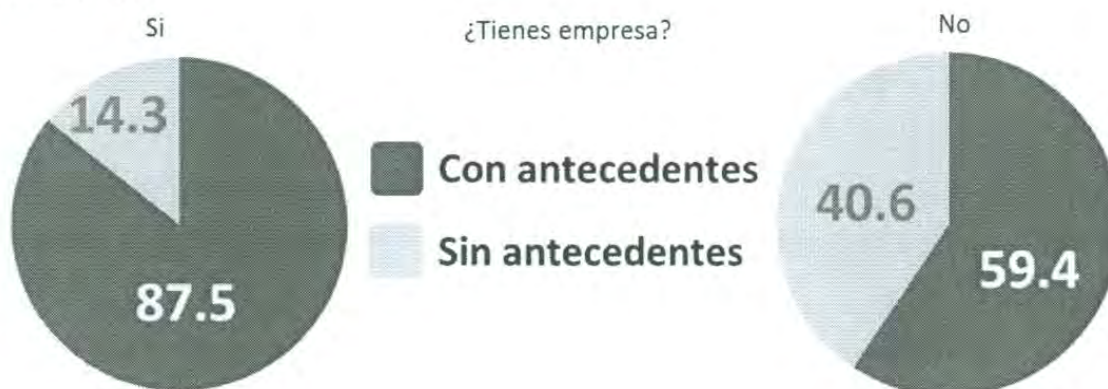 Si
¿Tienes empresa?
No
14.3
87.5
Con antecedentes
Sin antecedentes
40.6
59.4